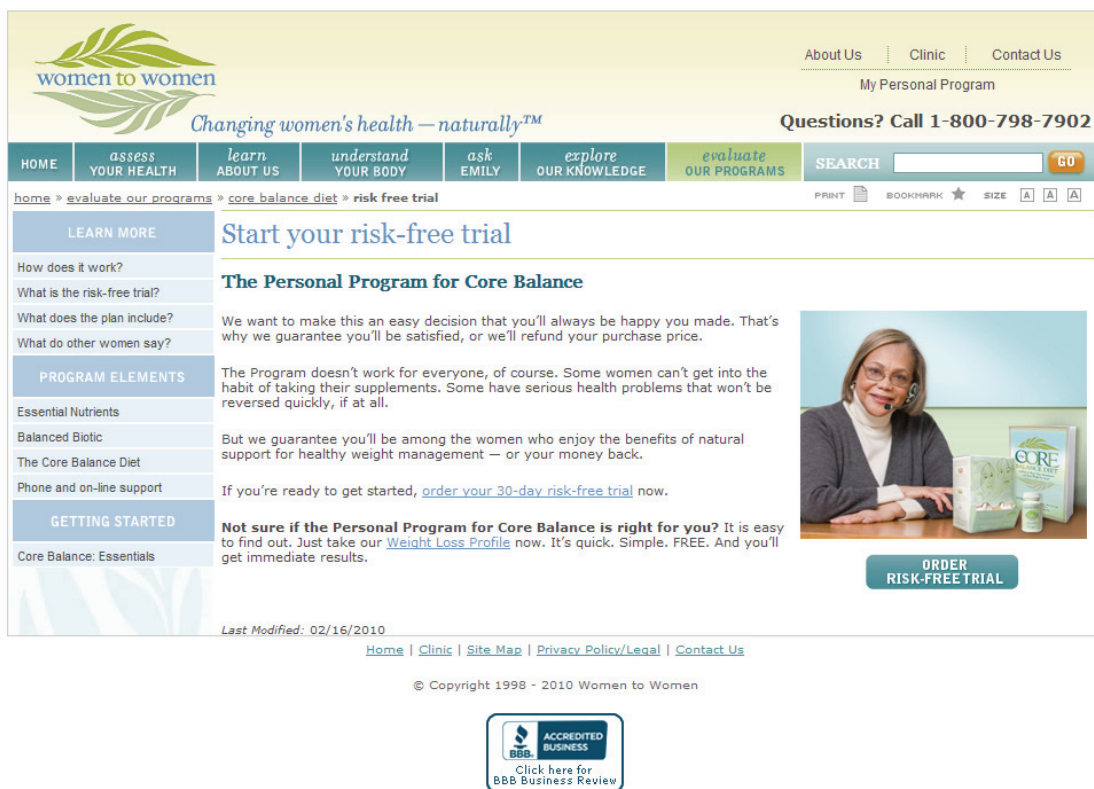 women to women
Changing women's health — naturally™
About Us
Clinic
Contact Us
My Personal Program
Questions? Call 1-800-798-7902
HOME
assess
YOUR HEALTH
learn
ABOUT US
understand
YOUR BODY
ask
EMILY
explore
OUR KNOWLEDGE
evaluate
OUR PROGRAMS
SEARCH
GO
home » evaluate our programs » core balance diet » risk free trial
PRINT
BOOKMARK
SIZE
A
A
A
LEARN MORE
How does it work?
What is the risk-free trial?
What does the plan include?
What do other women say?
PROGRAM ELEMENTS
Essential Nutrients
Balanced Biotic
The Core Balance Diet
Phone and on-line support
GETTING STARTED
Core Balance: Essentials
Start your risk-free trial
The Personal Program for Core Balance
We want to make this an easy decision that you'll always be happy you made. That's
why we guarantee you'll be satisfied, or we'll refund your purchase price.
The Program doesn't work for everyone, of course. Some women can't get into the
habit of taking their supplements. Some have serious health problems that won't be
reversed quickly, if at all.
But we guarantee you'll be among the women who enjoy the benefits of natural
support for healthy weight management — or your money back.
If you're ready to get started, order your 30-day risk-free trial now.
Not sure if the Personal Program for Core Balance is right for you? It is easy
to find out. Just take our Weight Loss Profile now. It's quick. Simple. FREE. And you'll
get immediate results.
CORE
BALANCE DIET
ORDER
RISK-FREE TRIAL
Last Modified: 02/16/2010
Home | Clinic | Site Map | Privacy Policy/Legal | Contact Us
© Copyright 1998 - 2010 Women to Women
BBB.
ACCREDITED
BUSINESS
Click here for
BBB Business Review